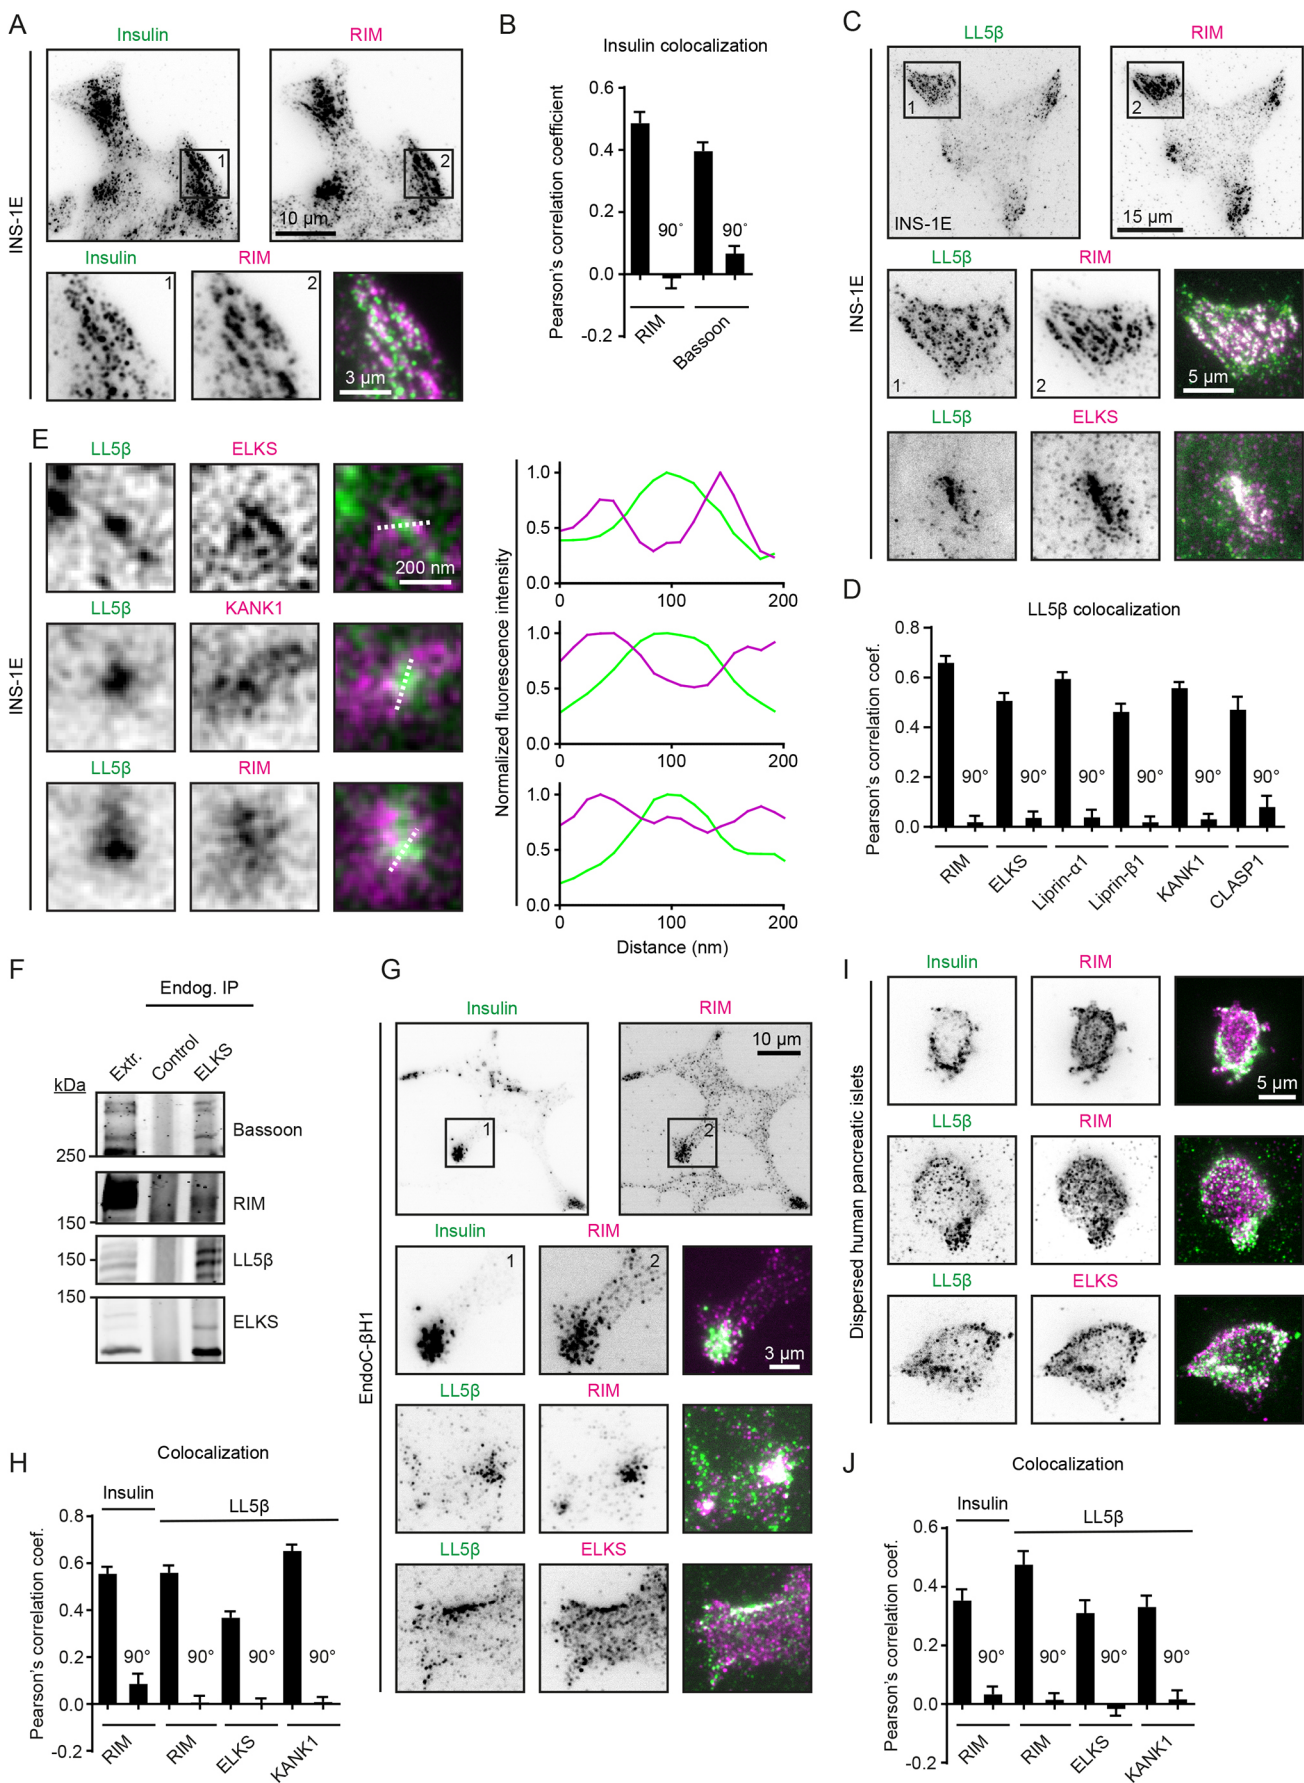 A
Insulin
RIM
1
2
10 µm
INS-1E
Insulin
RIM
1
2
3 µm
B
Insulin colocalization
Pearson's correlation coefficient
0.6
0.4
0.2
0.0
-0.2
90°
90°
RIM
Bassoon
C
LL5β
RIM
1
2
INS-1E
15 µm
INS-1E
LL5β
RIM
1
2
5 µm
LL5β
ELKS
D
LL5β colocalization
Pearson's correlation coef.
0.8
0.6
0.4
0.2
0.0
90°
90°
90°
90°
90°
90°
RIM
ELKS
Liprin-α1
Liprin-β1
KANK1
CLASP1
E
INS-1E
LL5β
ELKS
200 nm
LL5β
KANK1
LL5β
RIM
Normalized fluorescence intensity
1.0
0.5
0.0
0
100
200
1.0
0.5
0.0
0
100
200
1.0
0.5
0.0
0
100
200
Distance (nm)
F
Endog. IP
Extr.
Control
ELKS
kDa
Bassoon
250
RIM
150
150
LL5β
150
ELKS
G
EndoC-βH1
Insulin
RIM
10 µm
1
2
Insulin
RIM
1
2
3 µm
LL5β
RIM
LL5β
ELKS
H
Colocalization
Insulin
LL5β
Pearson's correlation coef.
0.8
0.6
0.4
0.2
0.0
-0.2
90°
90°
90°
90°
RIM
RIM
ELKS
KANK1
I
Dispersed human pancreatic islets
Insulin
RIM
5 µm
LL5β
RIM
LL5β
ELKS
J
Colocalization
Insulin
LL5β
Pearson's correlation coef.
0.6
0.4
0.2
0.0
-0.2
90°
90°
90°
90°
RIM
RIM
ELKS
KANK1